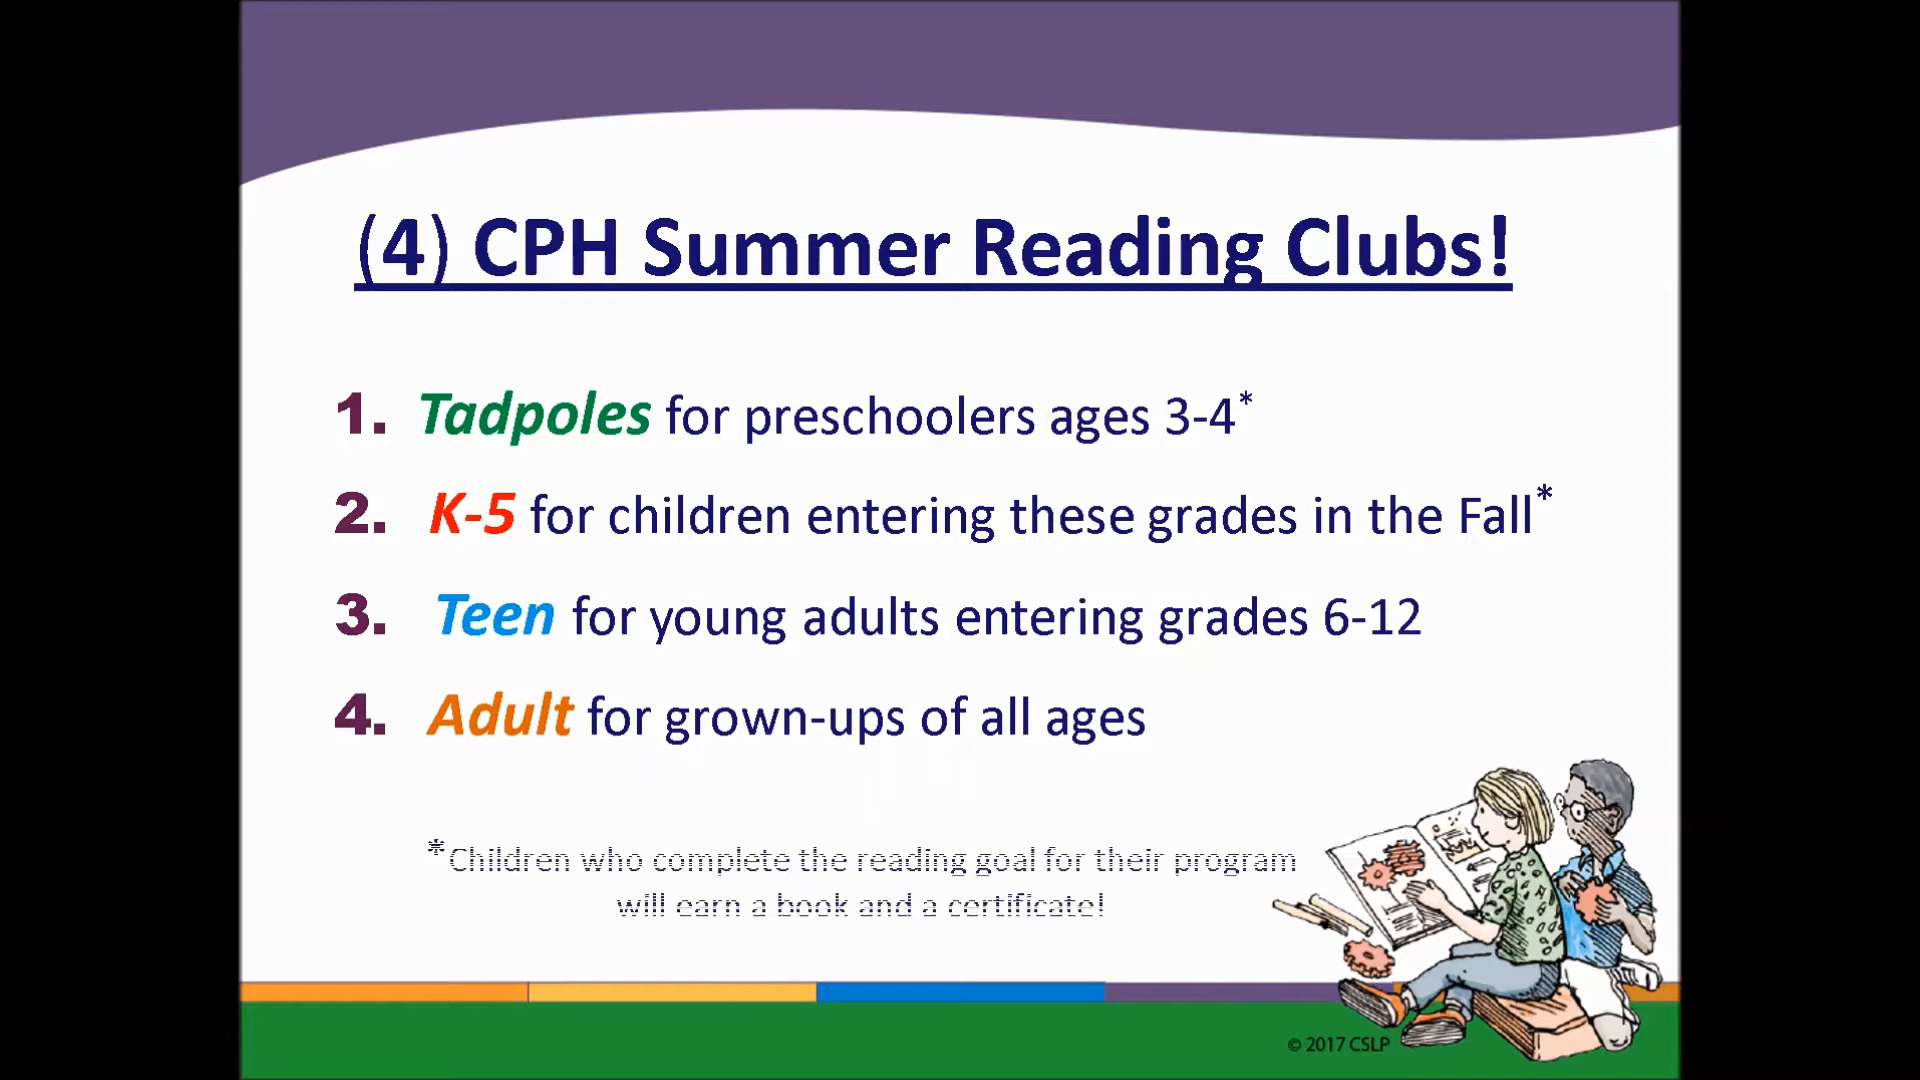 (4) CPH Summer Reading Clubs!
1. Tadpoles for preschoolers ages 3-4*
2. K-5 for children entering these grades in the Fall*
3. Teen for young adults entering grades 6-12
4. Adult for grown-ups of all ages
*Children who complete the reading goal for their program
will earn a book and a certificate!
© 2017 CSLP